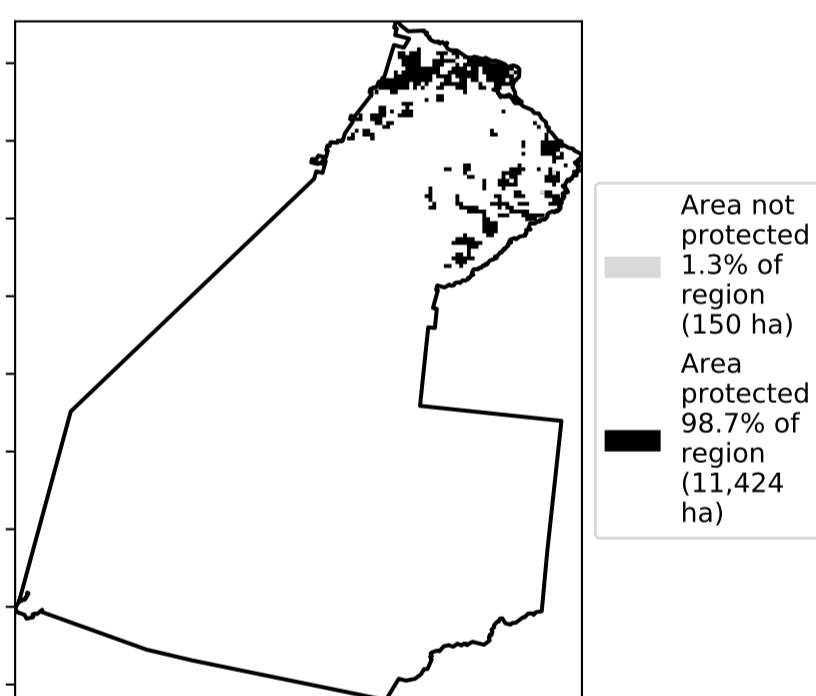 Area not
protected
1.3% of
region
(150 ha)
Area
protected
98.7% of
region
(11,424
ha)